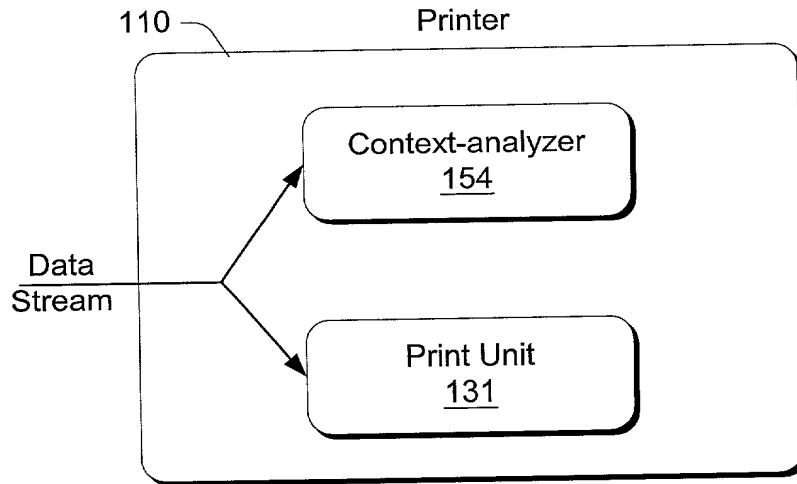 110
Printer
Context-analyzer
154
Data
Stream
Print Unit
131